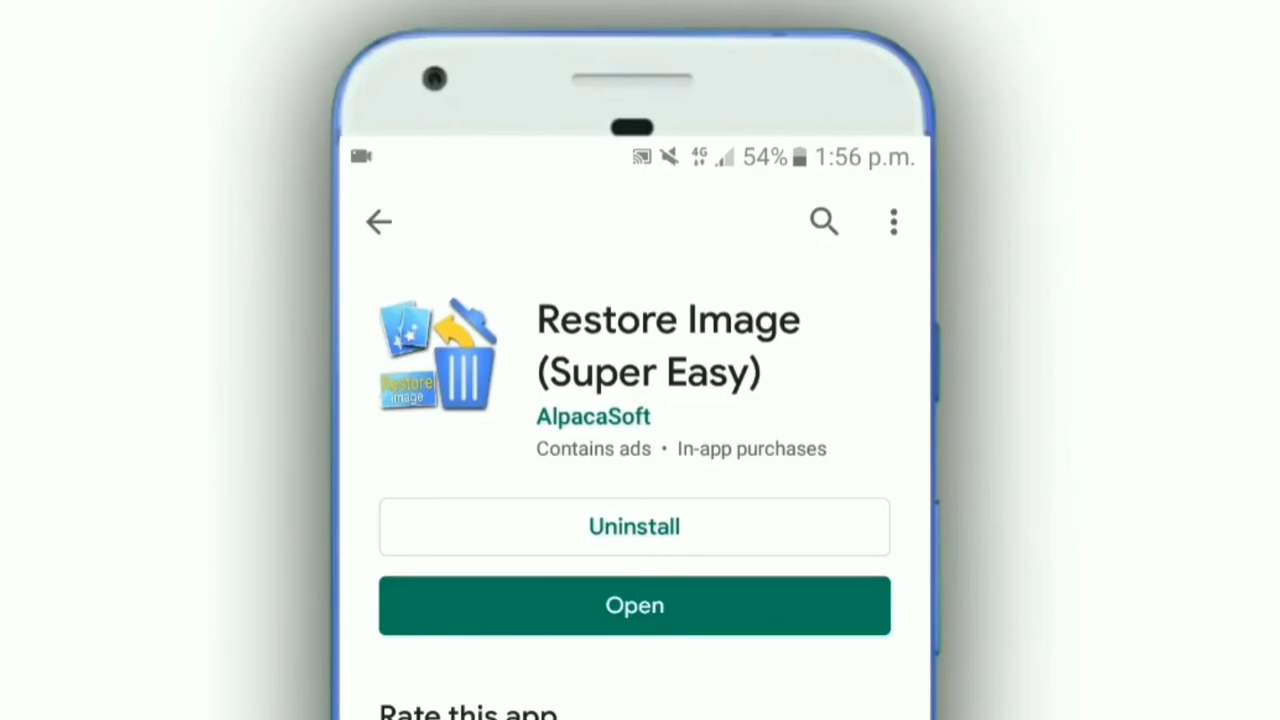 4G 54% 1:56 p.m.
Restore Image
(Super Easy)
Restore
image
AlpacaSoft
Contains ads • In-app purchases
Uninstall
Open
Rate this app